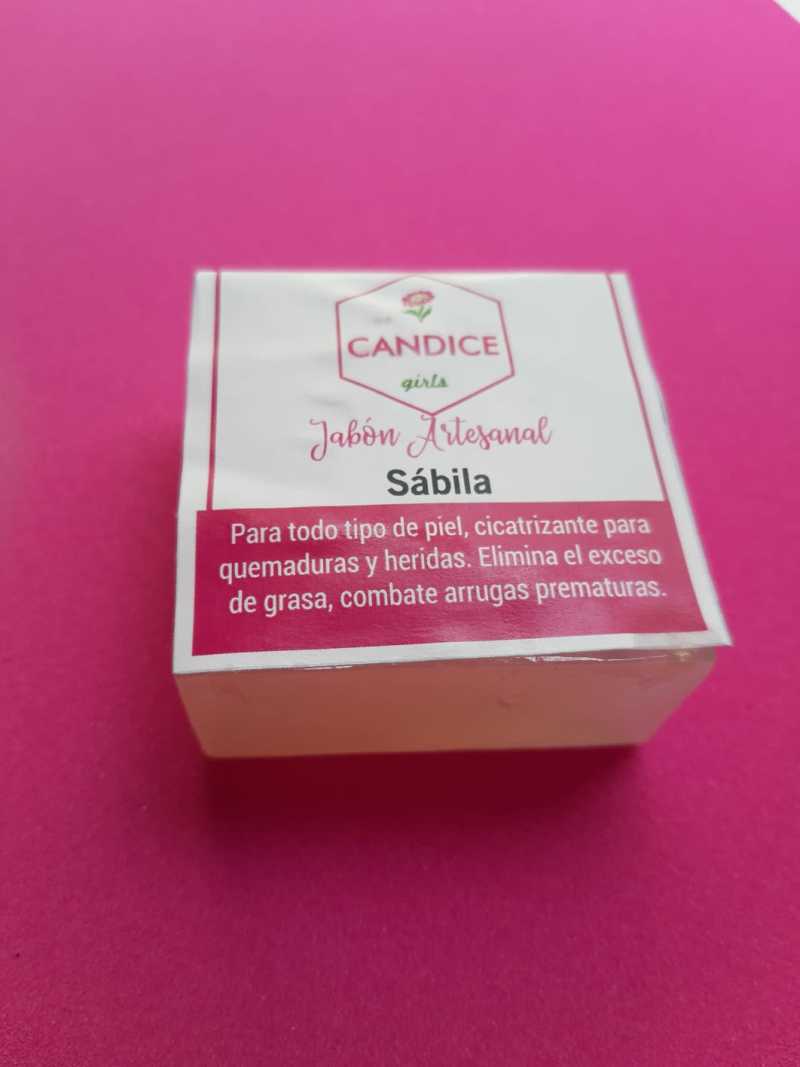 CANDICE
girls
Jabón Artesanal
Sábila
Para todo tipo de piel, cicatrizante para
quemaduras y heridas. Elimina el exceso
de grasa, combate arrugas prematuras.